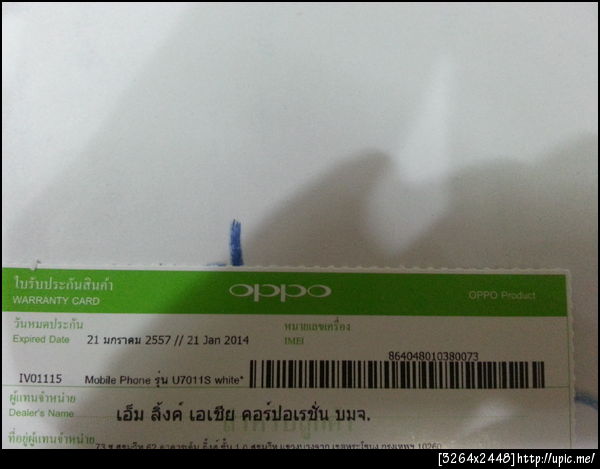 ใบรับประกันสินค้า
WARRANTY CARD
oppo
OPPO Product
วันหมดประกัน
Expired Date
21 มกราคม 2557 // 21 Jan 2014
หมายเลขเครื่อง
IMEI
864048010380073
IV01115 Mobile Phone รุ่น U7011S white*
ผู้แทนจำหน่าย
Dealer's Name
เอ็ม ลิ้งค์ เอเชีย คอร์ปอเรชั่น บมจ.
ที่อยู่ผู้แทนจำหน่าย
[3264x2448]http://upic.me/